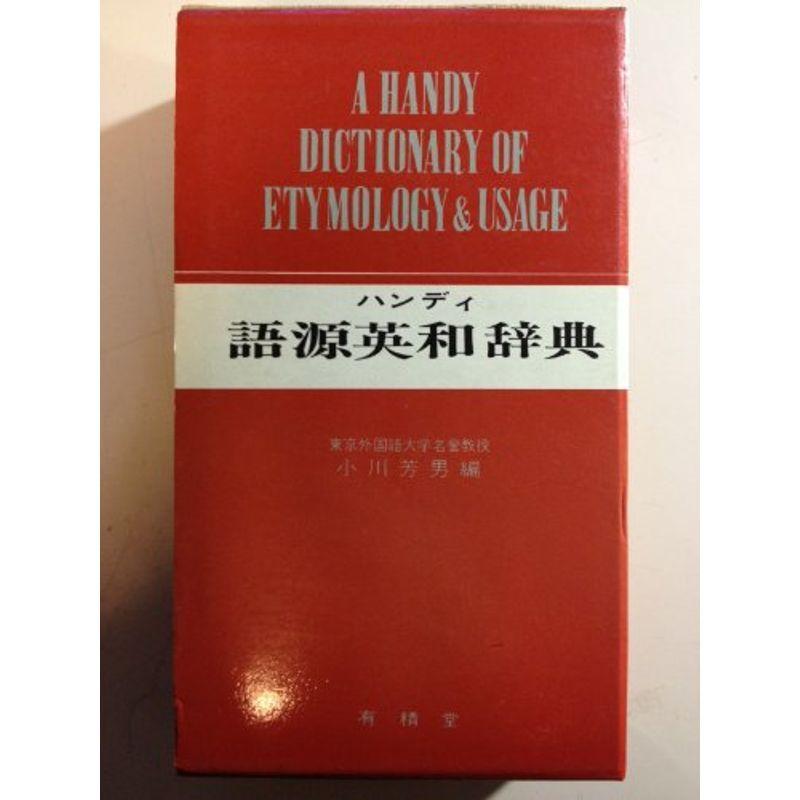 A HANDY
DICTIONARY OF
ETYMOLOGY & USAGE
ハンディ
語源英和辞典
東京外国語大学名誉教授
小川芳男編
有精堂